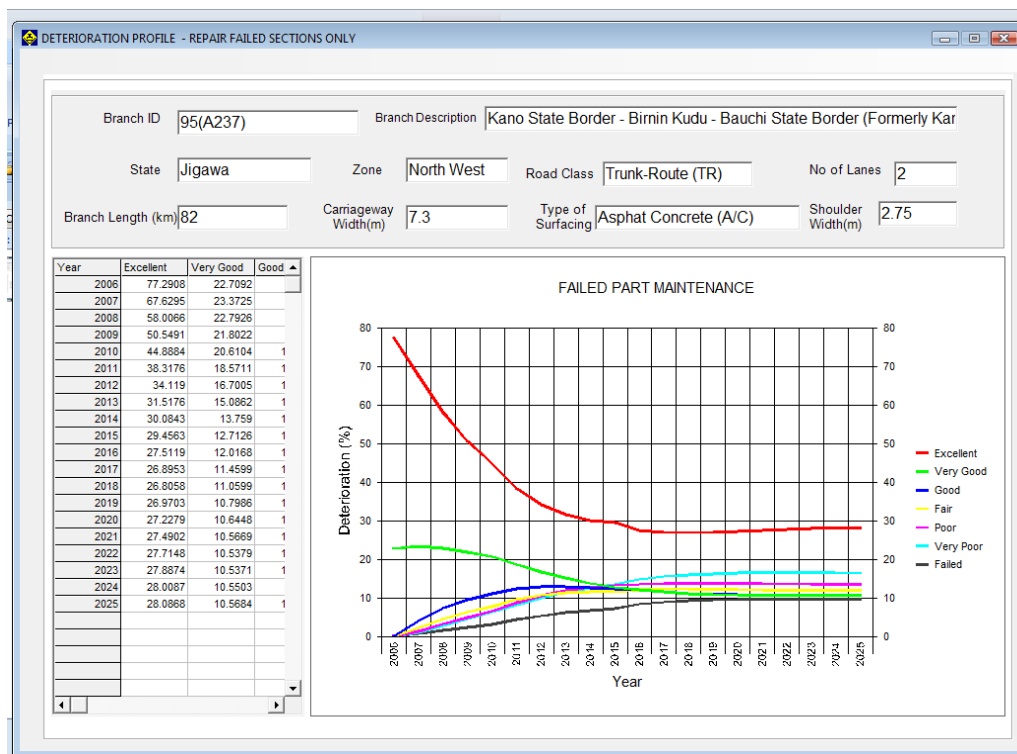 DETERIORATION PROFILE - REPAIR FAILED SECTIONS ONLY
Branch ID 95(A237) Branch Description Kano State Border - Birnin Kudu - Bauchi State Border (Formerly Kar
State Jigawa Zone North West Road Class Trunk-Route (TR) No of Lanes 2
Branch Length (km) 82 Carriageway Width(m) 7.3 Type of Surfacing Asphat Concrete (A/C) Shoulder Width(m) 2.75
Year Excellent Very Good Good
2006 77.2908 22.7092
2007 67.6295 23.3725
2008 58.0066 22.7926
2009 50.5491 21.8022
2010 44.8884 20.6104 1
2011 38.3176 18.5711 1
2012 34.119 16.7005 1
2013 31.5176 15.0862 1
2014 30.0843 13.759 1
2015 29.4563 12.7126 1
2016 27.5119 12.0168 1
2017 26.8953 11.4599 1
2018 26.8058 11.0599 1
2019 26.9703 10.7986 1
2020 27.2279 10.6448 1
2021 27.4902 10.5669 1
2022 27.7148 10.5379 1
2023 27.8874 10.5371 1
2024 28.0087 10.5503
2025 28.0868 10.5684 1
FAILED PART MAINTENANCE
Deterioration (%)
80 80
70 70
60 60
50 50
40 40
30 30
20 20
10 10
0 0
2006 2007 2008 2009 2010 2011 2012 2013 2014 2015 2016 2017 2018 2019 2020 2021 2022 2023 2024 2025
Year
Excellent
Very Good
Good
Fair
Poor
Very Poor
Failed